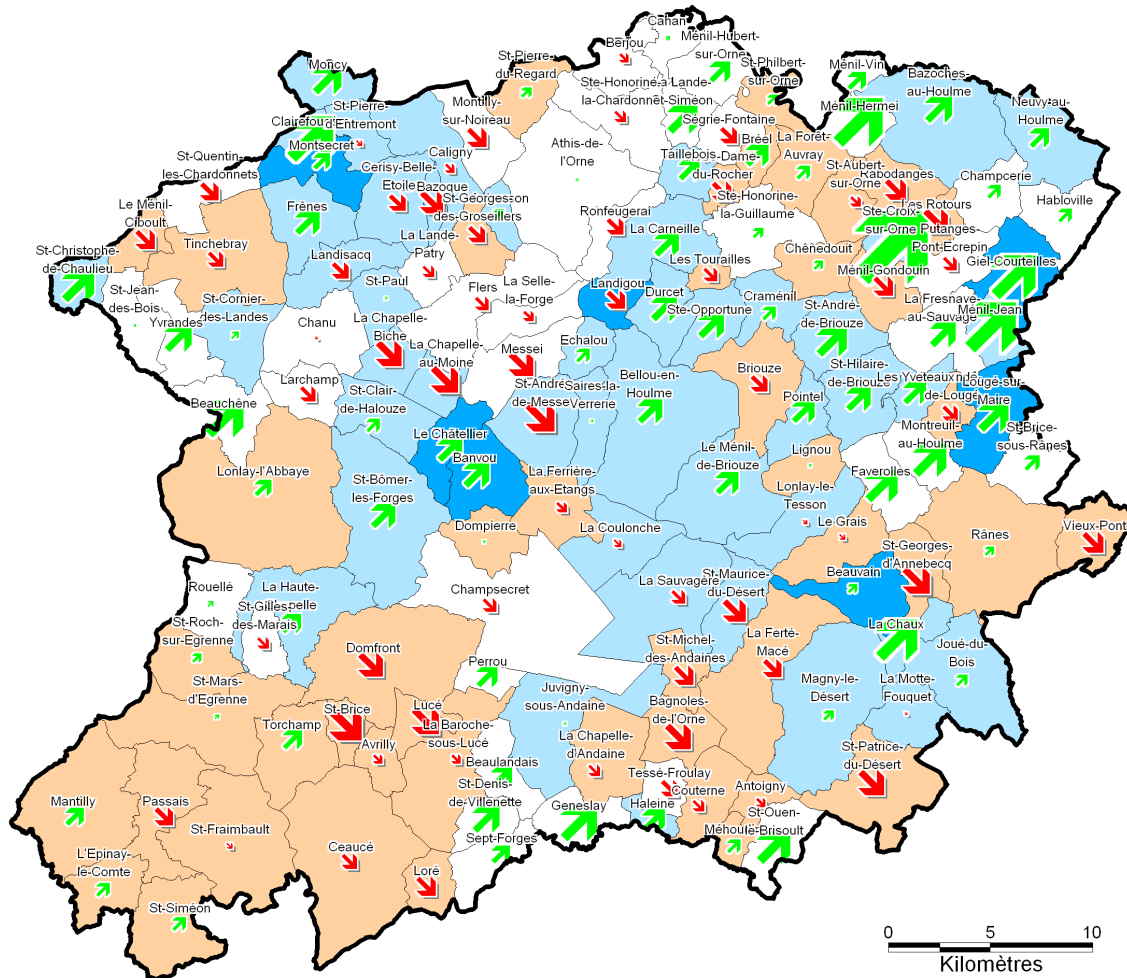 Cahan
Berjou
Ménil-Hubert-
sur-Orne
St-Pierre-
du-Regard
Moncy
St-Philbert-
sur-Orne
Ménil-Vin
Bazoches-
au-Houlme
Ste-Honorine-
la-Chardonne
La Lande-
St-Siméon
Ménil-Hermei
Neuvy-au-
Houlme
St-Pierre-
d'Entremont
Montilly-
sur-Noireau
Montsecret
Ségrie-Fontaine
Bréel
La Forêt-
Auvray
Athis-de-
l'Orne
St-Quentin-
les-Chardonnets
Cerisy-Belle-
Etoile
Caligny
Taillebois
-Dame-
du-Rocher
St-Aubert-
sur-Orne
Rabodanges
Champcerie
Habloville
Le Ménil-
Ciboult
Frênes
Bazoque
St-Georges-
des-Groseillers
Ste-Honorine-
la-Guillaume
Les Rotours
Ste-Croix-
sur-Orne
Putanges-
Pont-Ecrepin
Tinchebray
La Lande-
Patry
Ronfeugerai
La Carneille
Chênedouit
Giel-Courteilles
St-Christophe-
de-Chaulieu
Landisacq
Les Tourailles
Ménil-Gondouin
St-Jean-
des-Bois
St-Cornier-
des-Landes
St-Paul
Flers
La Selle-
la-Forge
Landigou
Durcet
Craménil
La Fresnaye-
au-Sauvage
Ménil-Jean
Yvrandes
Chanu
La Chapelle-
Biche
Ste-Opportune
St-André-
de-Briouze
La Chapelle-
au-Moine
Messei
Echalou
Bellou-en-
Houlme
Briouze
St-Hilaire-
de-Briouze
Les Yveteaux
de-Lougé
Lougé-sur-
Maire
Larchamp
St-Clair-
de-Halouze
St-André-
de-Messei
Saires-la-
Verrerie
Pointel
Beauchêne
Le Châtellier
Banvou
Montreuil-
au-Houlme
St-Brice-
sous-Rânes
Lonlay-l'Abbaye
St-Bômer-
les-Forges
La Ferrière-
aux-Etangs
Le Ménil-
de-Briouze
Lignou
Lonlay-le-
Tesson
Faverolles
Dompierre
La Coulonche
Le Grais
Rânes
Vieux-Pont
St-Georges-
d'Annebecq
Rouellé
La Haute-
St-Gilles-
des-Marais
Champsecret
La Sauvagère
St-Maurice-
du-Désert
Beauvain
La Chaux
St-Roch-
sur-Egrenne
Domfront
Perrou
St-Michel-
des-Andaines
La Ferté-
Macé
Joué-du-
Bois
St-Mars-
d'Egrenne
Juvigny-
sous-Andaine
Bagnoles-
de-l'Orne
Magny-le-
Désert
La Motte-
Fouquet
Torchamp
St-Brice
Lucé
La Baroche-
sous-Lucé
Avrilly
La Chapelle-
d'Andaine
St-Patrice-
du-Désert
Beaulandais
Tessé-Froulay
Couterne
Antoigny
Mantilly
Passais
St-Denis-
de-Villenette
Geneslay
Haleine
St-Ouen-
le-Brisoult
St-Fraimbault
Sept-Forges
L'Epinay-
le-Comte
Ceaucé
Loré
St-Siméon
0 5 10
Kilomètres